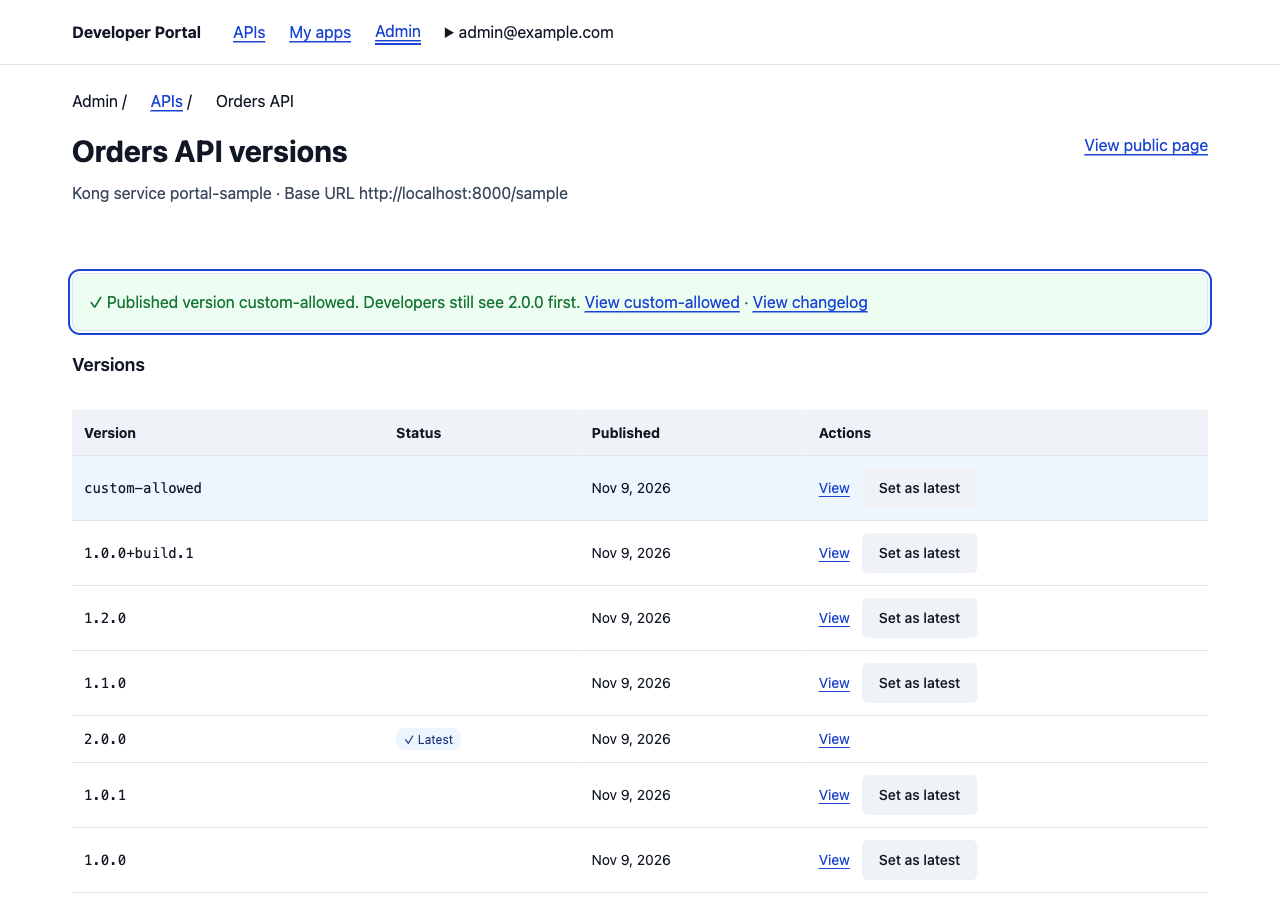 Developer Portal APIs My apps Admin ▶ admin@example.com
Admin / APIs / Orders API
Orders API versions
View public page
Kong service portal-sample · Base URL http://localhost:8000/sample
✓ Published version custom-allowed. Developers still see 2.0.0 first. View custom-allowed · View changelog
Versions
Version Status Published Actions
custom-allowed Nov 9, 2026 View Set as latest
1.0.0+build.1 Nov 9, 2026 View Set as latest
1.2.0 Nov 9, 2026 View Set as latest
1.1.0 Nov 9, 2026 View Set as latest
2.0.0 ✓ Latest Nov 9, 2026 View
1.0.1 Nov 9, 2026 View Set as latest
1.0.0 Nov 9, 2026 View Set as latest